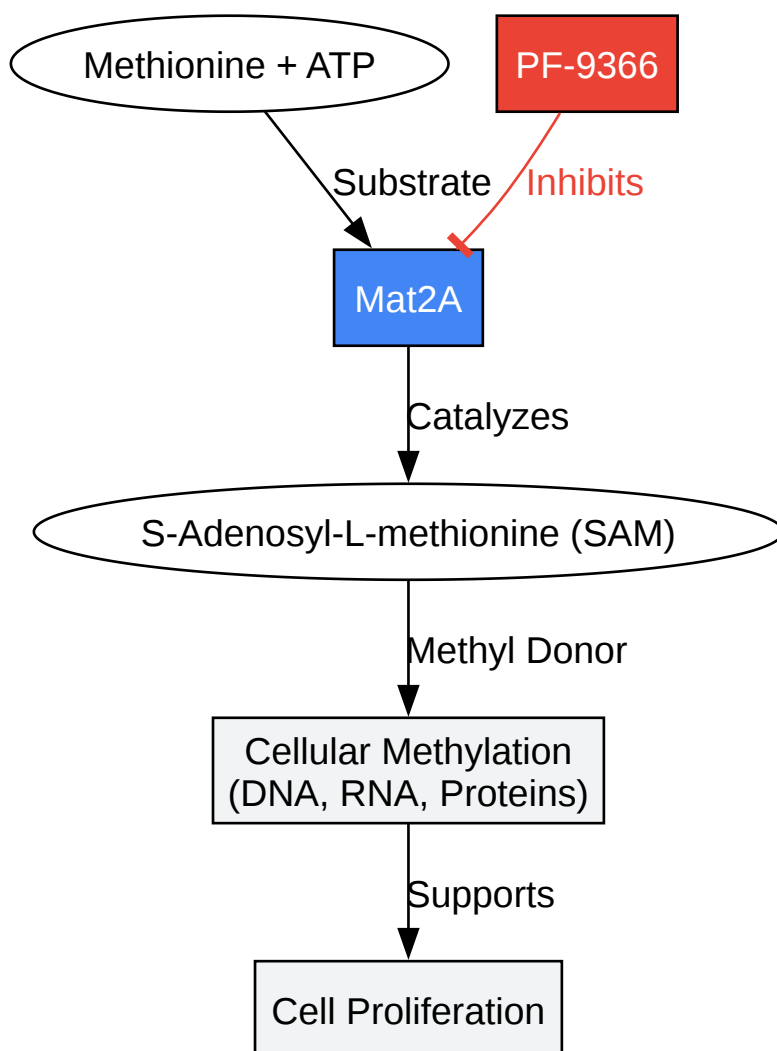 Methionine + ATP
PF-9366
Substrate
Inhibits
Mat2A
Catalyzes
S-Adenosyl-L-methionine (SAM)
Methyl Donor
Cellular Methylation
(DNA, RNA, Proteins)
Supports
Cell Proliferation